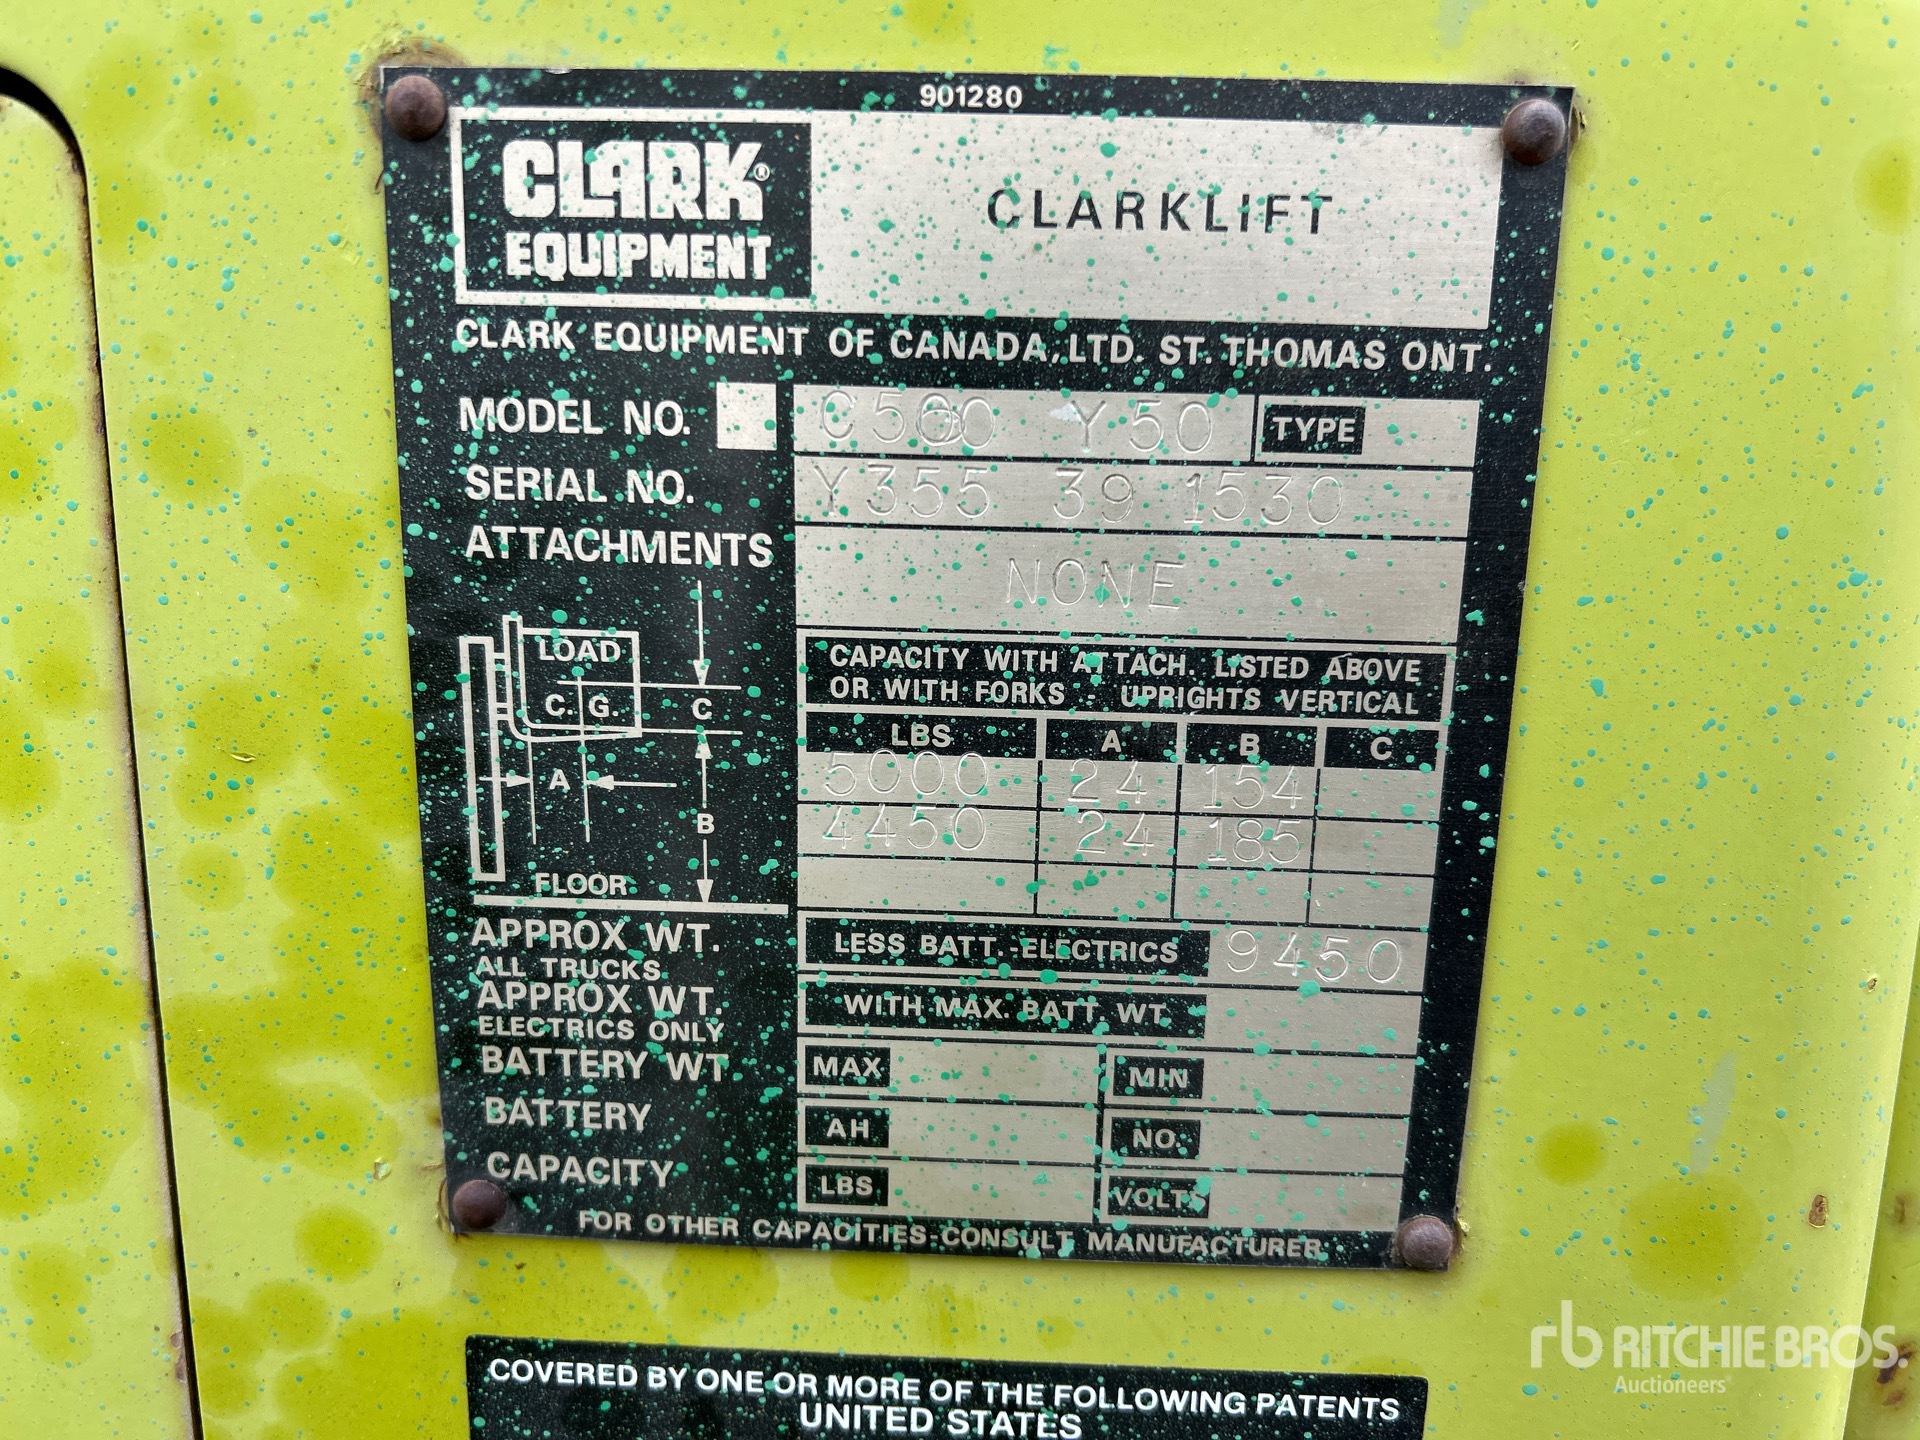 901280
CLARK®
EQUIPMENT
CLARKLIFT
CLARK EQUIPMENT OF CANADA, LTD. ST. THOMAS ONT.
MODEL NO. C500 Y50 TYPE
SERIAL NO. Y355 39 1530
ATTACHMENTS NONE
LOAD
C. G.
C
A
B
FLOOR
CAPACITY WITH ATTACH. LISTED ABOVE
OR WITH FORKS - UPRIGHTS VERTICAL
LBS A B C
5000 24 154
4450 24 185
APPROX WT. LESS BATT.-ELECTRICS 9450
ALL TRUCKS
APPROX WT. WITH MAX. BATT. WT.
ELECTRICS ONLY
BATTERY WT MAX MIN
BATTERY AH NO.
CAPACITY LBS VOLTS
FOR OTHER CAPACITIES-CONSULT MANUFACTURER
COVERED BY ONE OR MORE OF THE FOLLOWING PATENTS
UNITED STATES
rb RITCHIE BROS.
Auctioneers